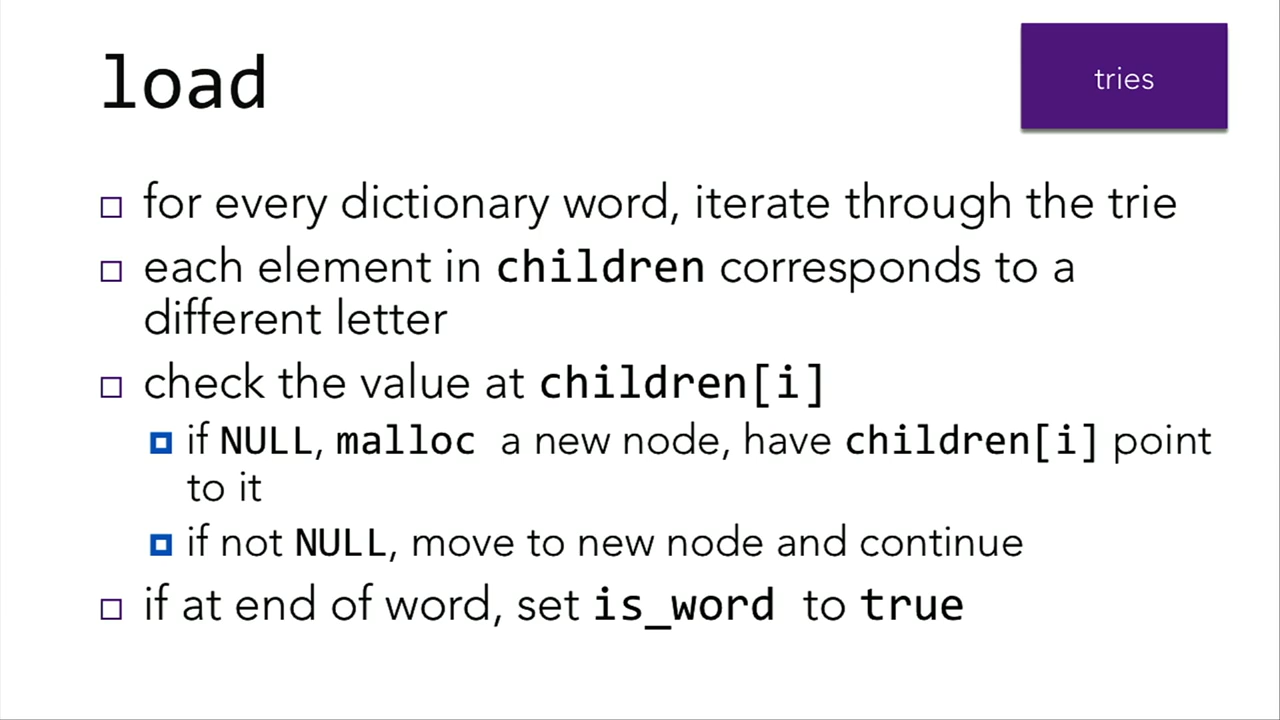 load
tries
for every dictionary word, iterate through the trie
each element in children corresponds to a
different letter
check the value at children[i]
if NULL, malloc a new node, have children[i] point
to it
if not NULL, move to new node and continue
if at end of word, set is_word to true